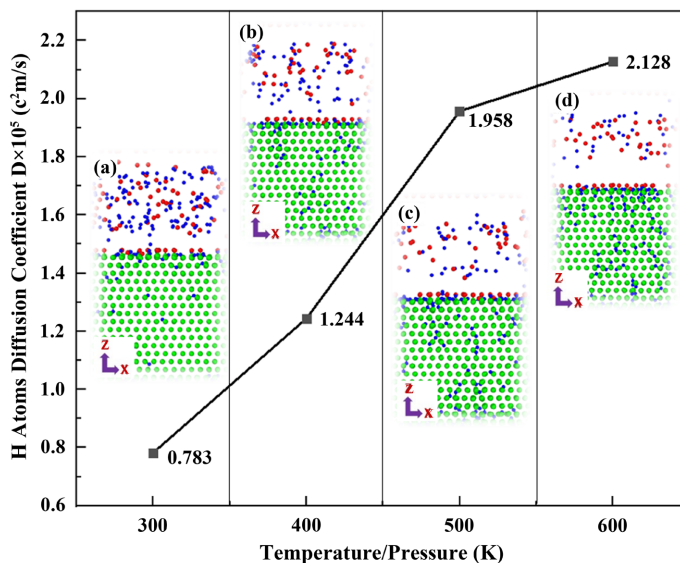 H Atoms Diffusion Coefficient D×10⁵ (c²m/s)
2.2
2.0
1.8
1.6
1.4
1.2
1.0
0.8
0.6
(a)
Z
X
0.783
(b)
Z
X
1.244
(c)
Z
X
1.958
(d)
Z
X
2.128
300
400
500
600
Temperature/Pressure (K)